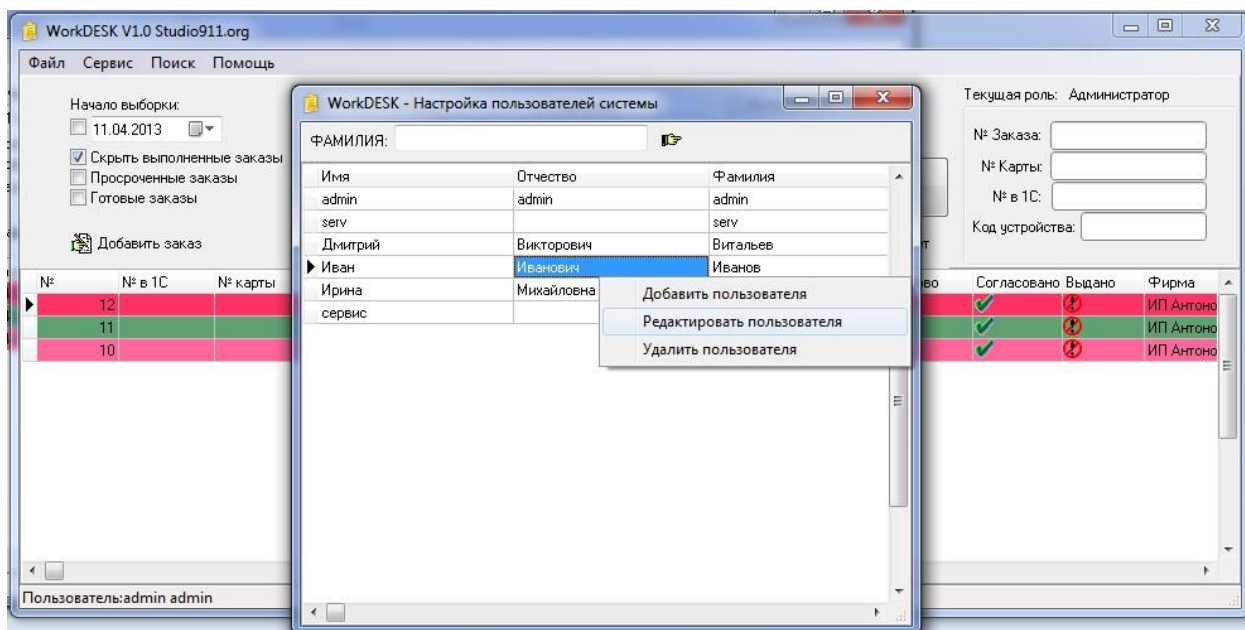 WorkDESK V1.0 Studio911.org
Файл Сервис Поиск Помощь
Начало выборки:
11.04.2013
Скрыть выполненные заказы
Просроченные заказы
Готовые заказы
Добавить заказ
№ № в 1С № карты
12
11
10
Пользователь:admin admin
WorkDESK - Настройка пользователей системы
ФАМИЛИЯ:
Имя Отчество Фамилия
admin admin admin
serv serv
Дмитрий Викторович Витальев
Иван Иванович Иванов
Ирина Михайловна
сервис
Добавить пользователя
Редактировать пользователя
Удалить пользователя
Текущая роль: Администратор
№ Заказа:
№ Карты:
№ в 1С:
Код устройства:
Согласовано Выдано Фирма
ИП Антоно
ИП Антоно
ИП Антоно